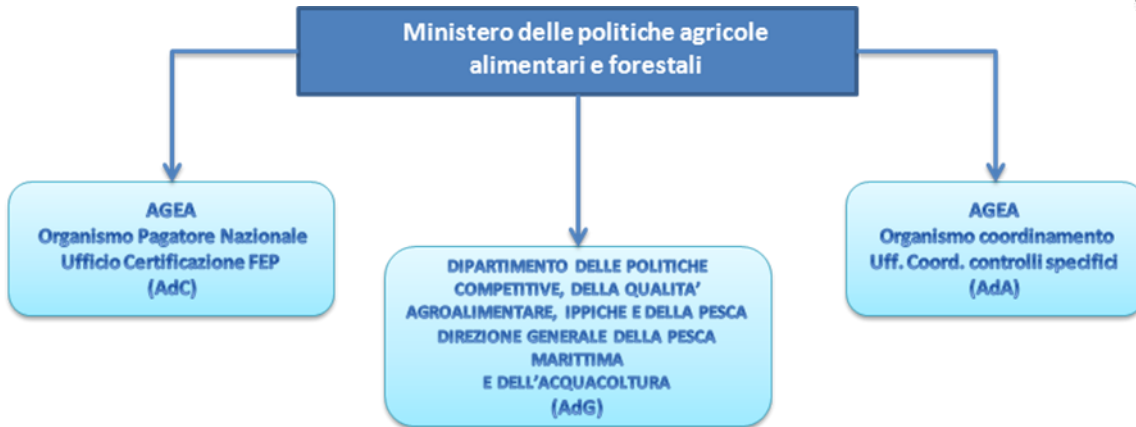 Ministero delle politiche agricole
alimentari e forestali
AGEA
Organismo Pagatore Nazionale
Ufficio Certificazione FEP
(AdC)
DIPARTIMENTO DELLE POLITICHE
COMPETITIVE, DELLA QUALITA’
AGROALIMENTARE, IPPICHE E DELLA PESCA
DIREZIONE GENERALE DELLA PESCA
MARITTIMA
E DELL’ACQUACOLTURA
(AdG)
AGEA
Organismo coordinamento
Uff. Coord. controlli specifici
(AdA)